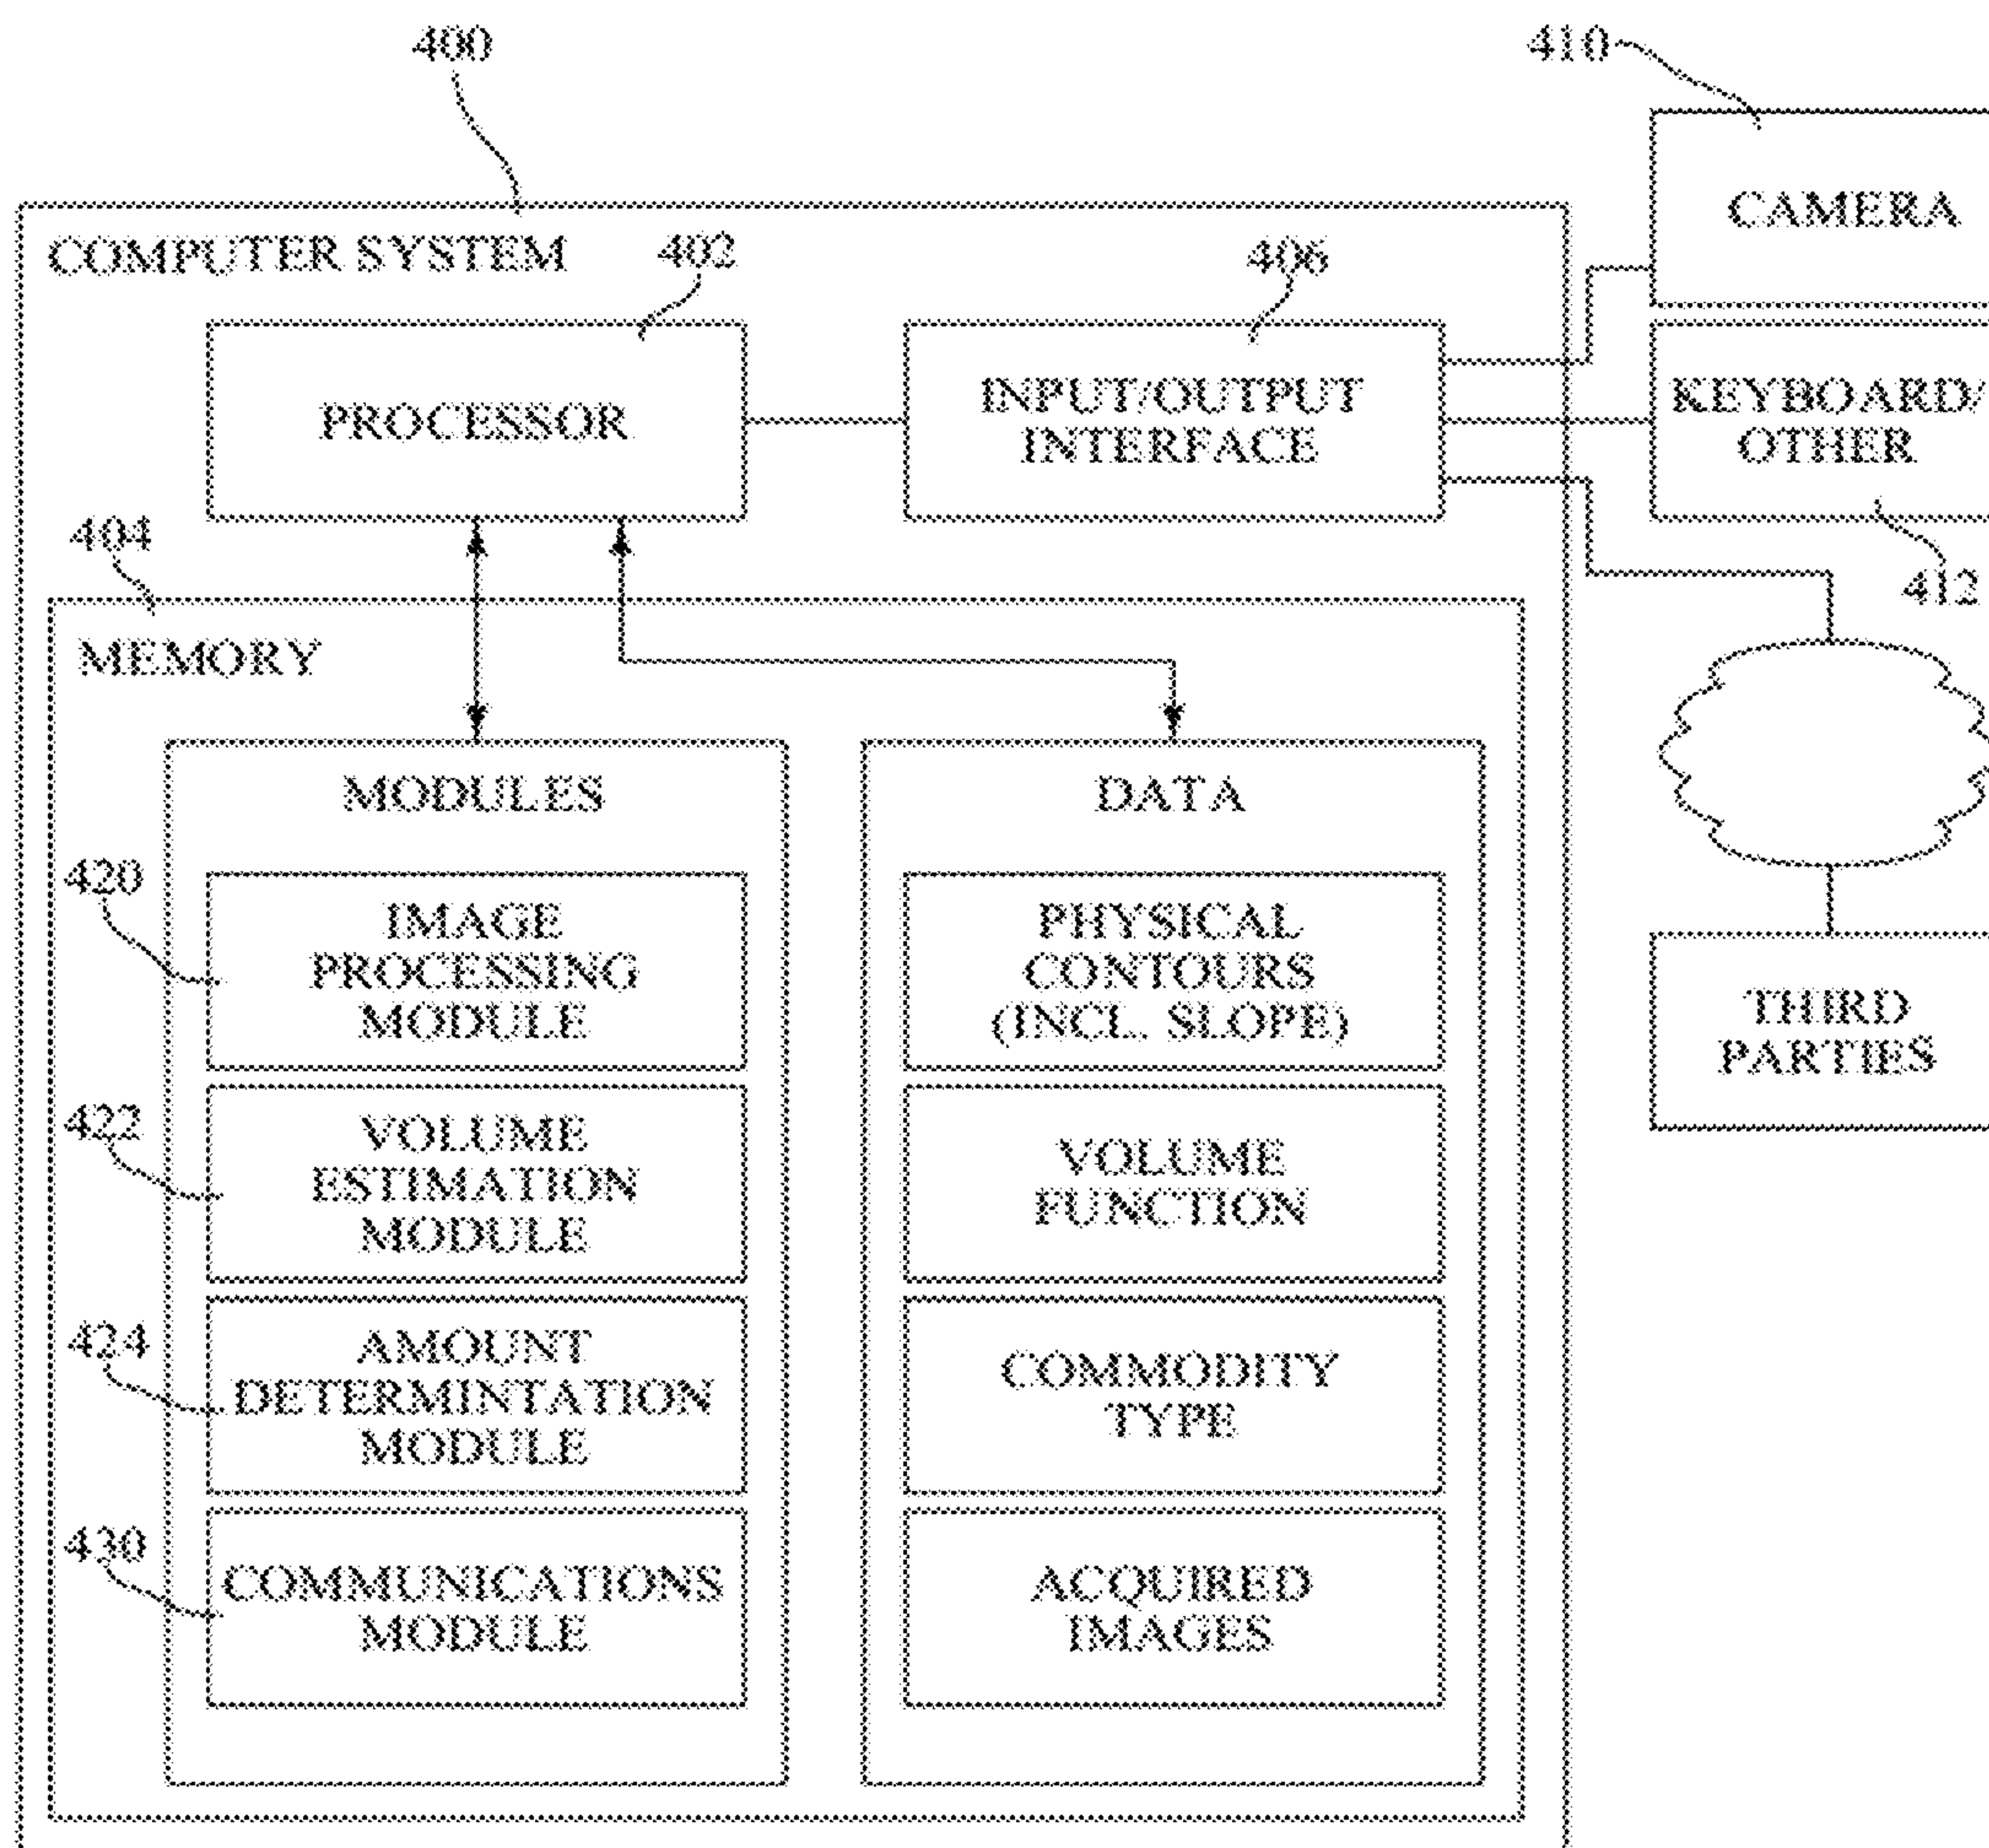 400
410
CAMERA
COMPUTER SYSTEM
402
406
PROCESSOR
INPUT/OUTPUT
INTERFACE
KEYBOARD/
OTHER
404
412
MEMORY
MODULES
DATA
420
IMAGE
PROCESSING
MODULE
PHYSICAL
CONTOURS
(INCL. SLOPE)
THIRD
PARTIES
422
VOLUME
ESTIMATION
MODULE
VOLUME
FUNCTION
424
AMOUNT
DETERMINTATION
MODULE
COMMODITY
TYPE
430
COMMUNICATIONS
MODULE
ACQUIRED
IMAGES